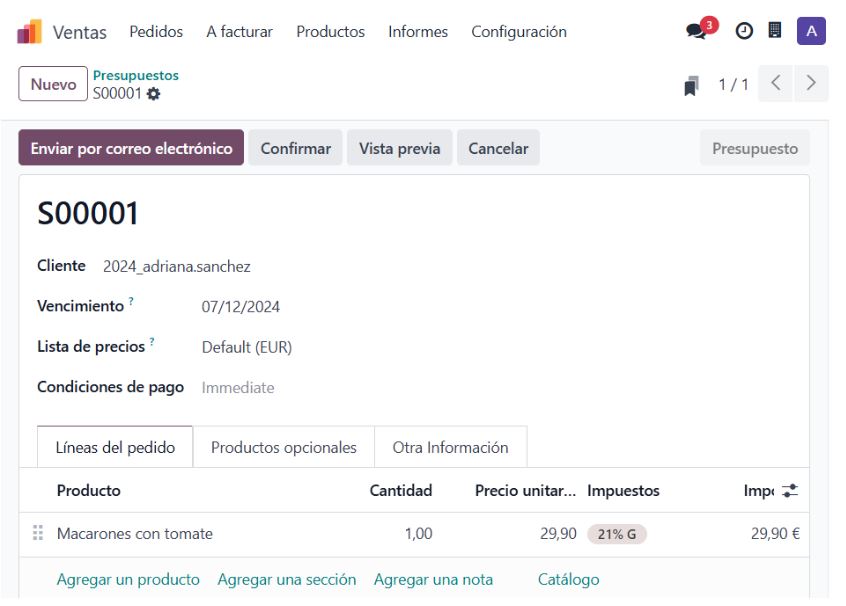 Ventas Pedidos A facturar Productos Informes Configuración 3 A
Nuevo Presupuestos
S00001 1 / 1
Enviar por correo electrónico Confirmar Vista previa Cancelar Presupuesto
S00001
Cliente 2024_adriana.sanchez
Vencimiento ? 07/12/2024
Lista de precios ? Default (EUR)
Condiciones de pago Immediate
Líneas del pedido Productos opcionales Otra Información
Producto Cantidad Precio unitar... Impuestos Impo
Macarones con tomate 1,00 29,90 21% G 29,90 €
Agregar un producto Agregar una sección Agregar una nota Catálogo